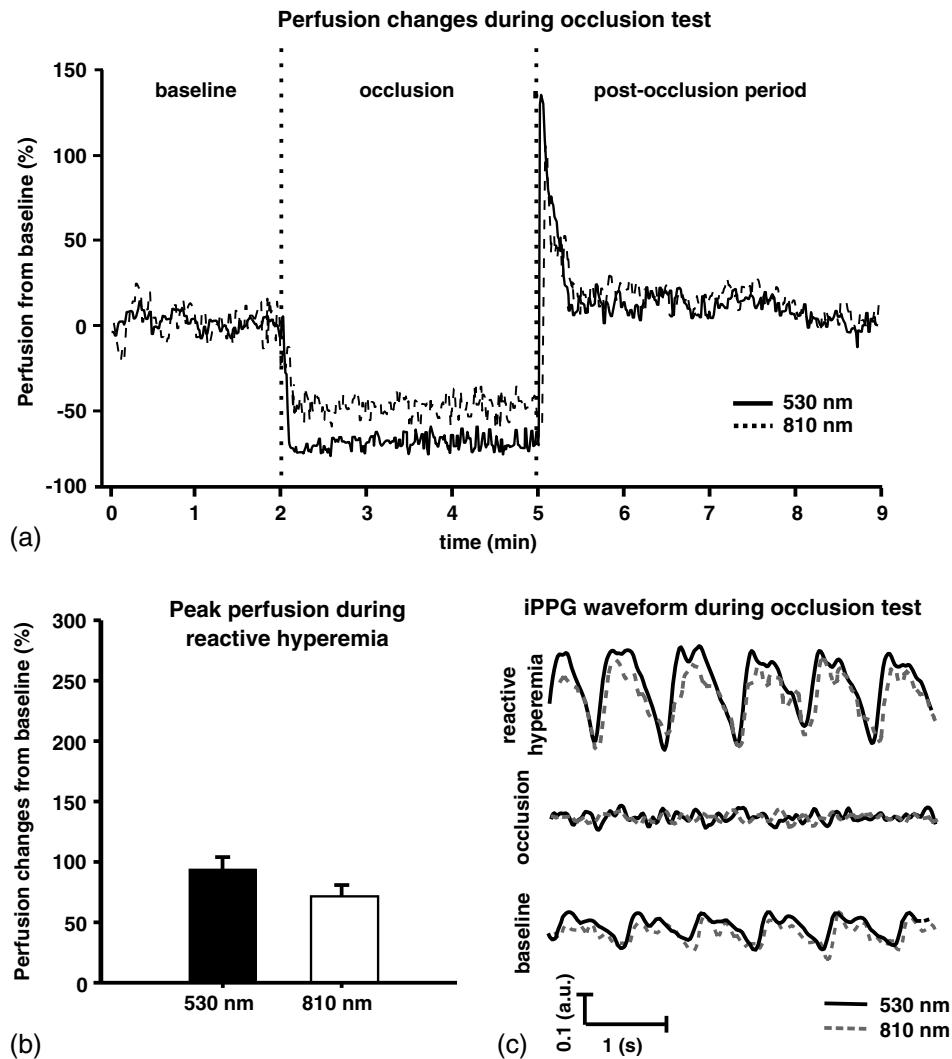 Perfusion changes during occlusion test
baseline
occlusion
post-occlusion period
Perfusion from baseline (%)
150
100
50
0
-50
-100
530 nm
810 nm
0 1 2 3 4 5 6 7 8 9
time (min)
(a)
Peak perfusion during
reactive hyperemia
Perfusion changes from baseline (%)
300
250
200
150
100
50
0
530 nm 810 nm
(b)
iPPG waveform during occlusion test
reactive
hyperemia
occlusion
baseline
0.1 (a.u.)
1 (s)
530 nm
810 nm
(c)